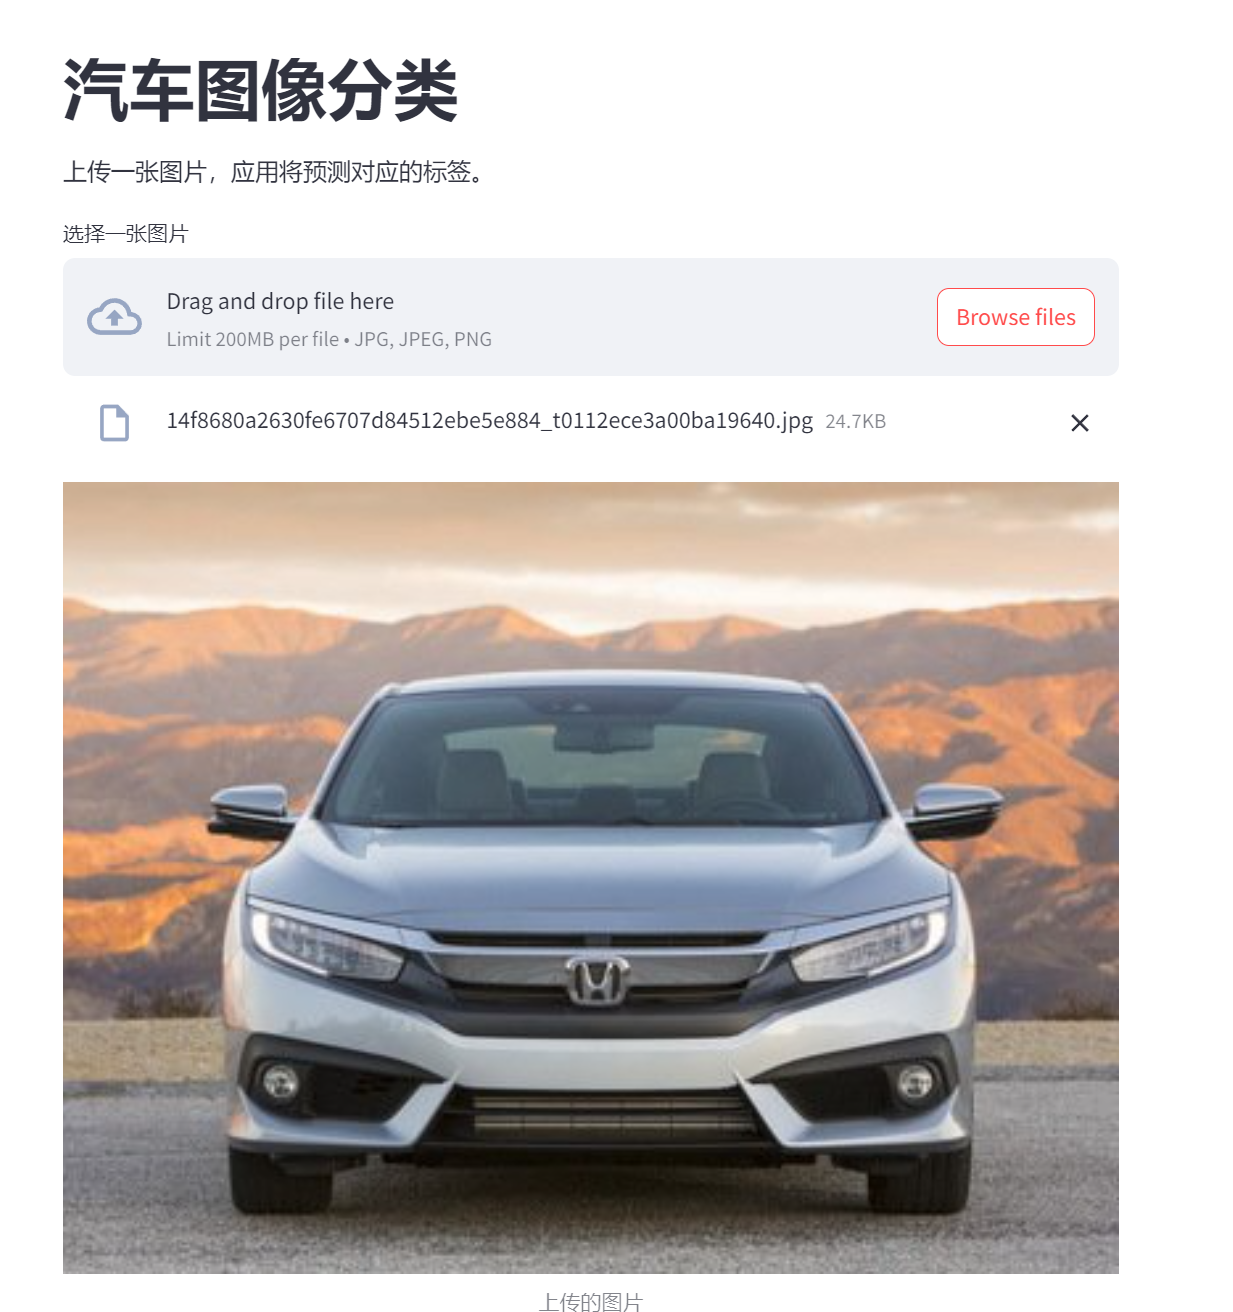 汽车图像分类
上传一张图片，应用将预测对应的标签。
选择一张图片
Drag and drop file here
Limit 200MB per file • JPG, JPEG, PNG
Browse files
14f8680a2630fe6707d84512ebe5e884_t0112ece3a00ba19640.jpg 24.7KB
上传的图片